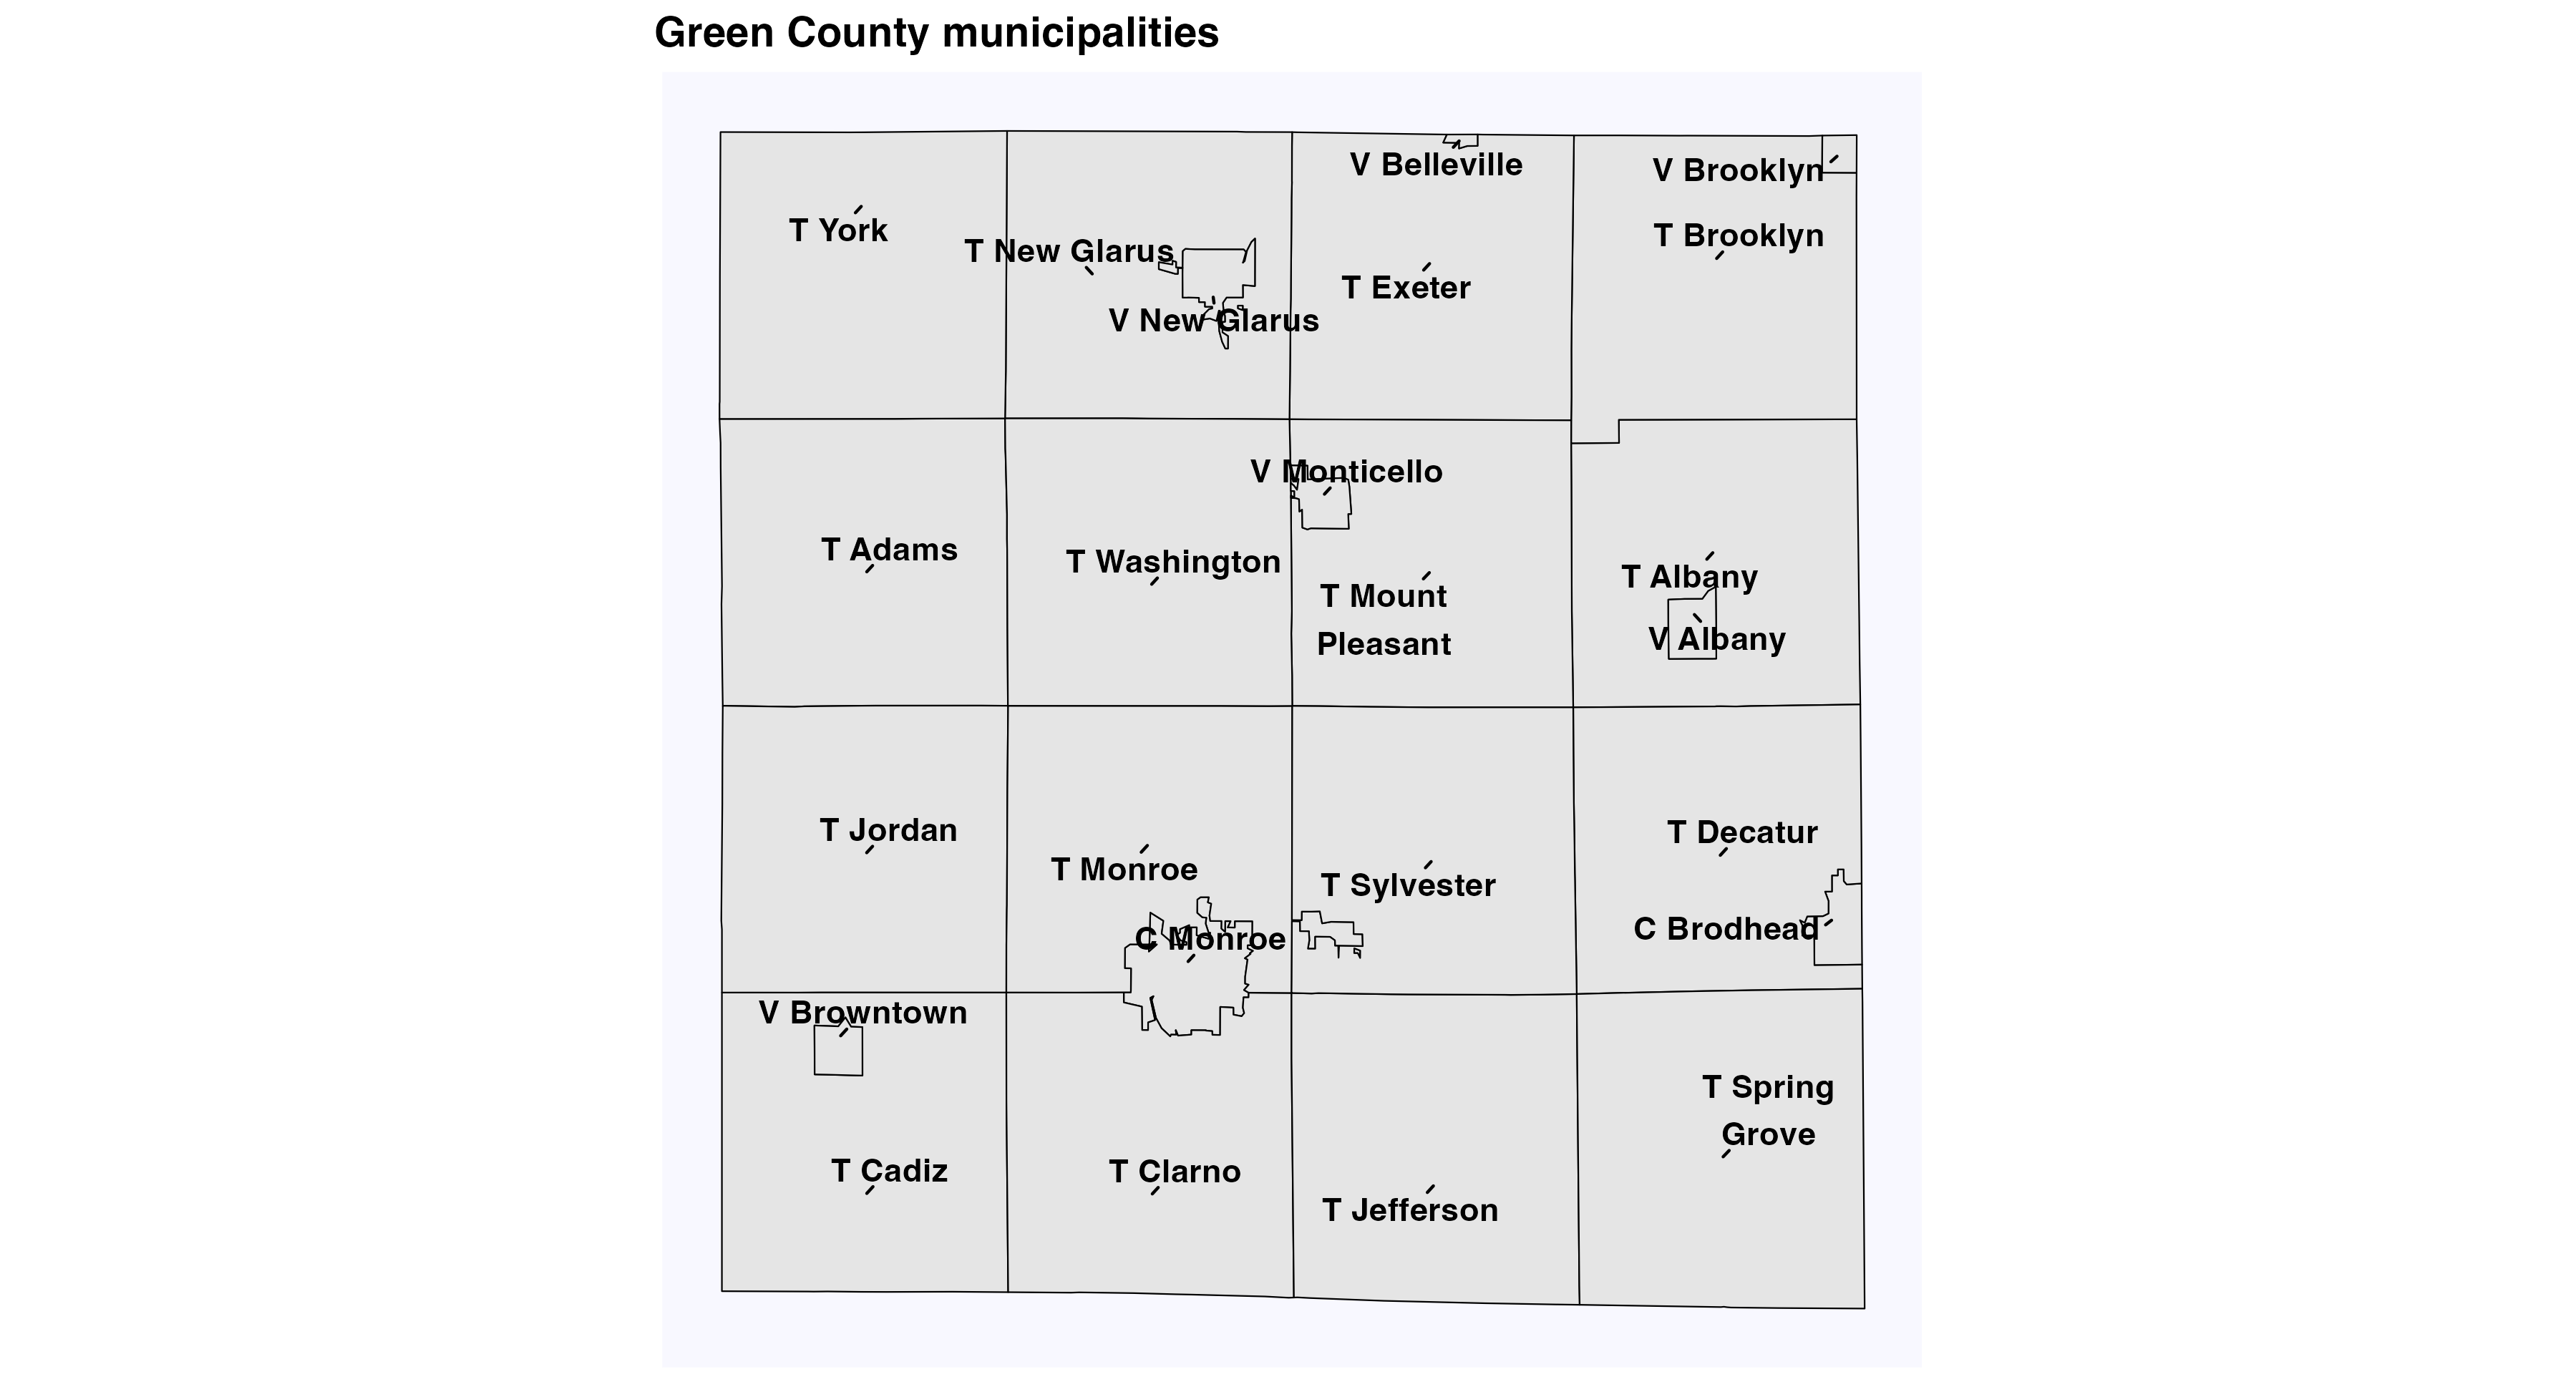 Green County municipalities
V Belleville
V Brooklyn
T York
T Brooklyn
T New Glarus
T Exeter
V New Glarus
V Monticello
T Adams
T Washington
T Albany
T Mount
Pleasant
V Albany
T Jordan
T Decatur
T Monroe
T Sylvester
C Brodhead
C Monroe
V Browntown
T Spring
Grove
T Cadiz
T Clarno
T Jefferson